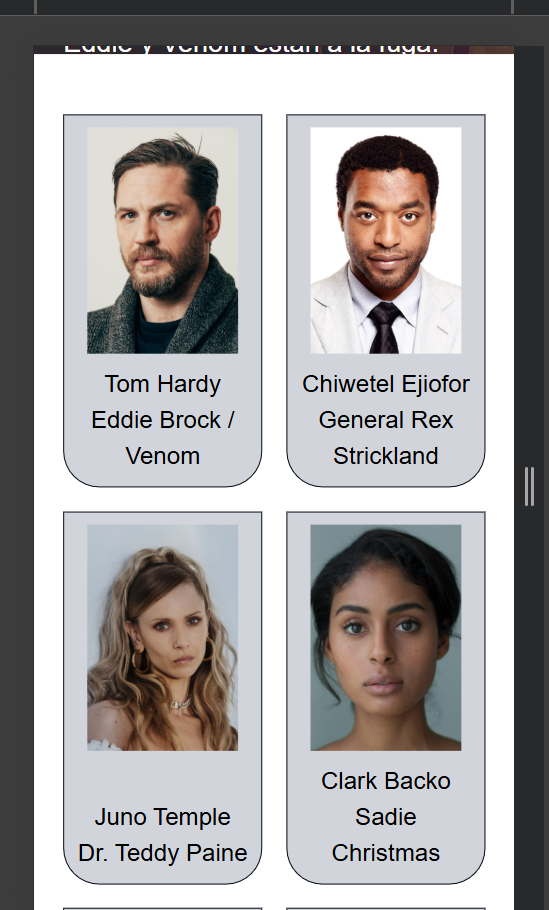 Eddie y Venom están a la fuga.
Tom Hardy
Eddie Brock /
Venom
Chiwetel Ejiofor
General Rex
Strickland
Juno Temple
Dr. Teddy Paine
Clark Backo
Sadie
Christmas